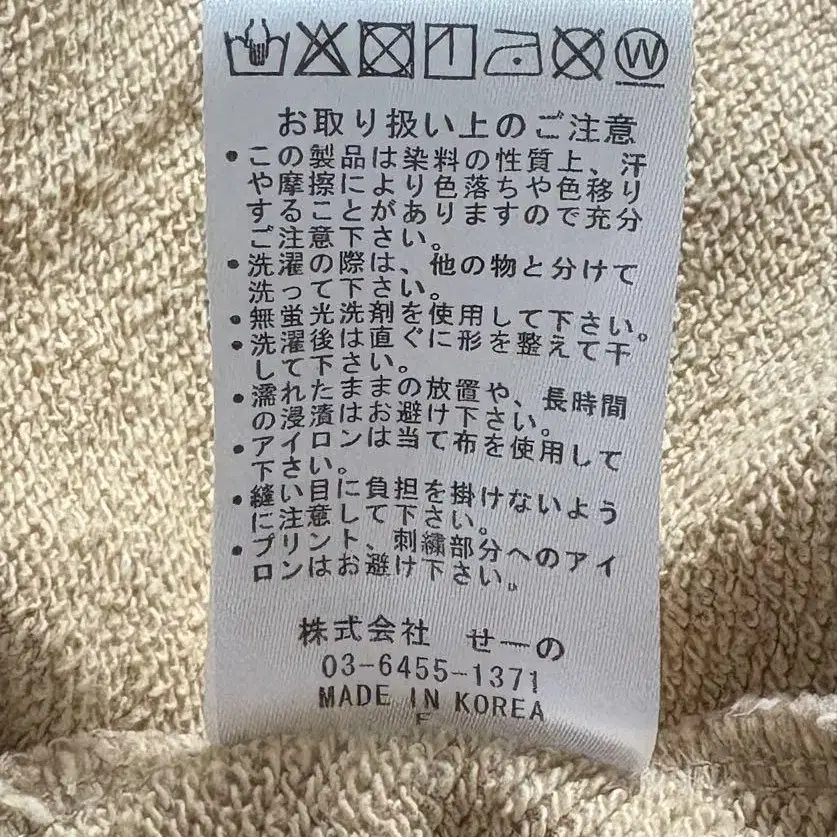 W
お取り扱い上のご注意
・この製品は染料の性質上、汗
や摩擦により色落ちや色移り
することがありますので充分
ご注意下さい。
・洗濯の際は、他の物と分けて
洗って下さい。
・無蛍光洗剤を使用して下さい。
・洗濯後は直ぐに形を整えて干
して下さい。
・濡れたままの放置や、長時間
の浸漬はお避け下さい。
・アイロンは当て布を使用して
下さい。
・縫い目に負担を掛けないよう
に注意して下さい。
・プリント、刺繍部分へのアイ
ロンはお避け下さい。
株式会社 せーの
03-6455-1371
MADE IN KOREA